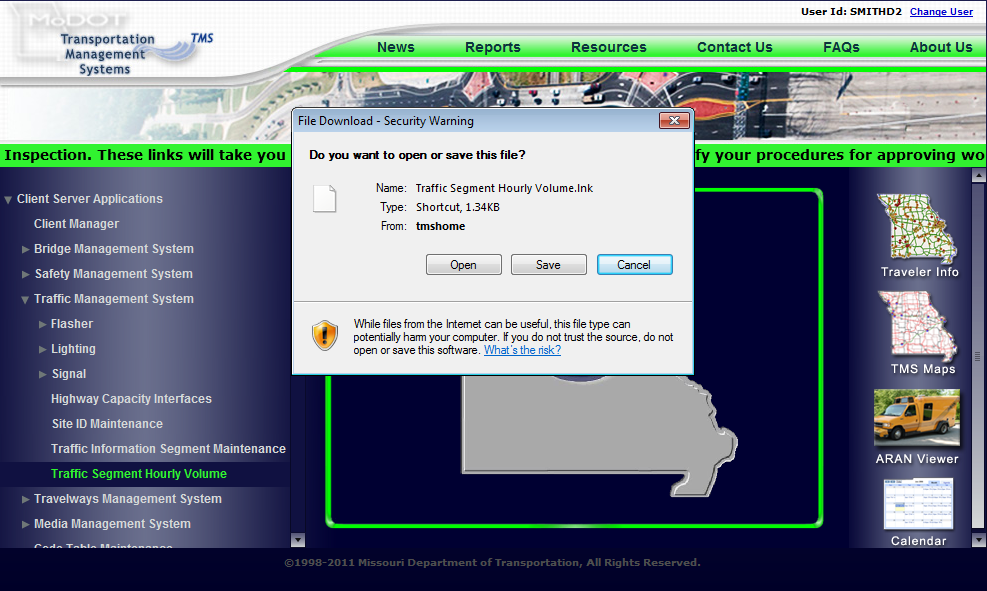 User Id: SMITHD2 Change User
MoDOT
Transportation
Management
Systems
TMS
News Reports Resources Contact Us FAQs About Us
Inspection. These links will take you
fy your procedures for approving wo
File Download - Security Warning
Do you want to open or save this file?
Name: Traffic Segment Hourly Volume.lnk
Type: Shortcut, 1.34KB
From: tmshome
Open Save Cancel
While files from the Internet can be useful, this file type can
potentially harm your computer. If you do not trust the source, do not
open or save this software. What's the risk?
Client Server Applications
Client Manager
Bridge Management System
Safety Management System
Traffic Management System
Flasher
Lighting
Signal
Highway Capacity Interfaces
Site ID Maintenance
Traffic Information Segment Maintenance
Traffic Segment Hourly Volume
Travelways Management System
Media Management System
Code Table Maintenance
Traveler Info
TMS Maps
ARAN Viewer
Calendar
©1998-2011 Missouri Department of Transportation, All Rights Reserved.